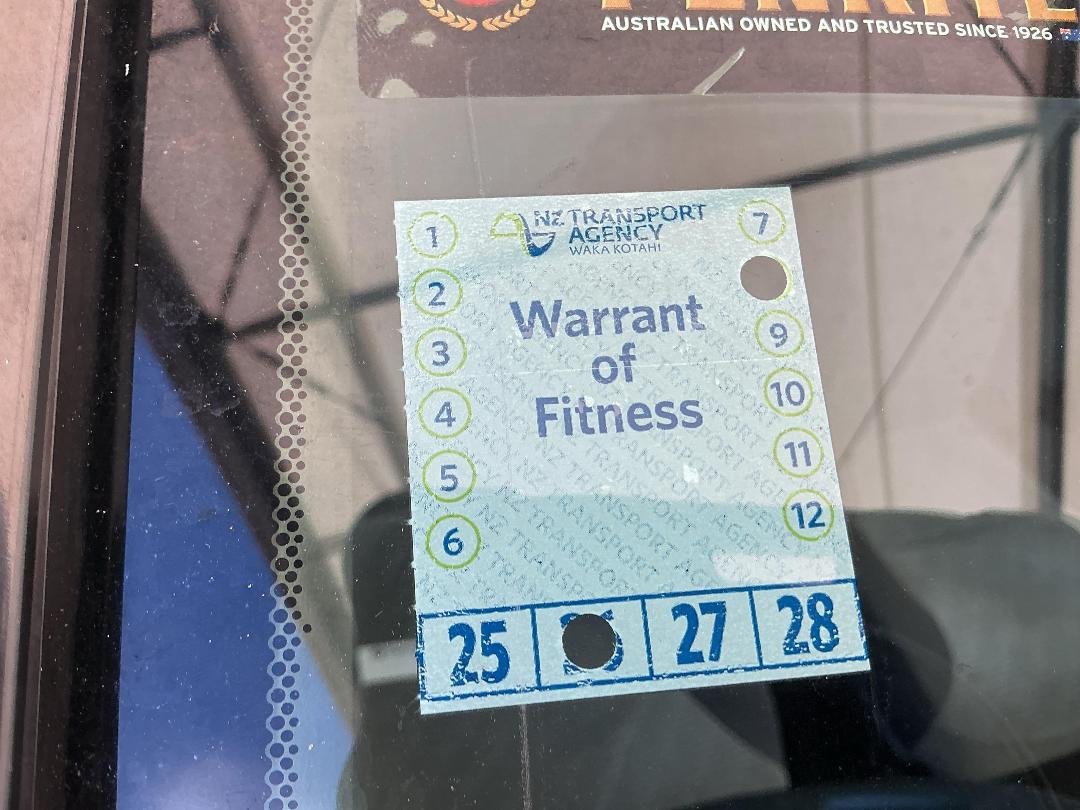 AUSTRALIAN OWNED AND TRUSTED SINCE 1926
NZ TRANSPORT
AGENCY
WAKA KOTAHI
Warrant
of
Fitness
1
2
3
4
5
6
7
9
10
11
12
25 27 28